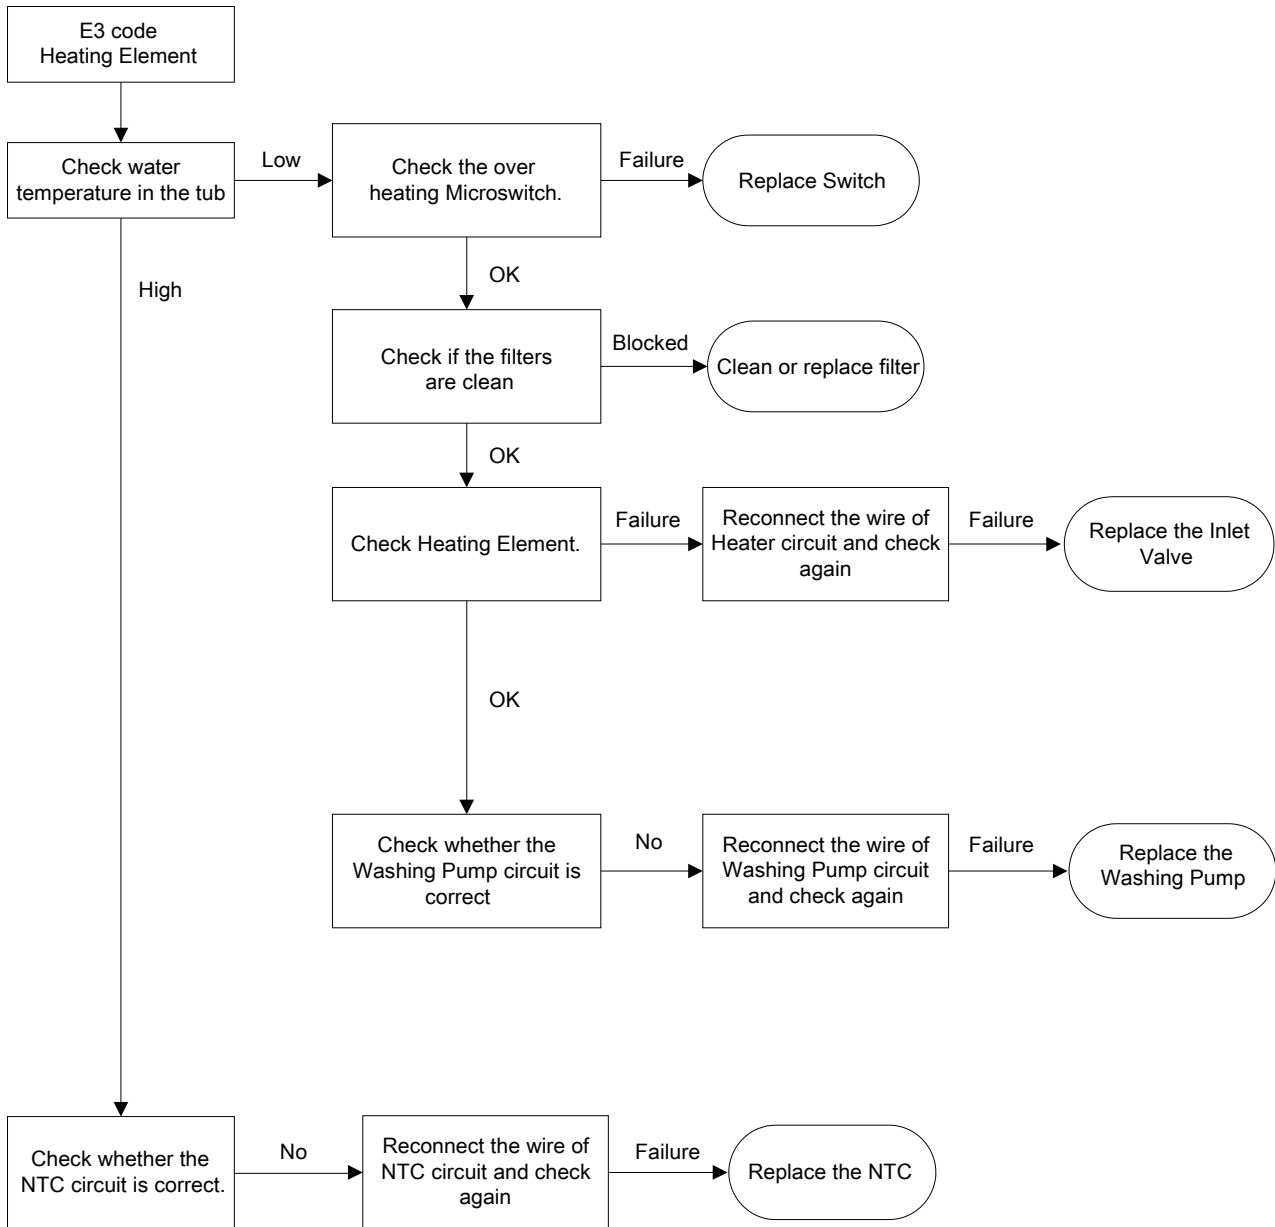 E3 code
Heating Element
Check water
temperature in the tub
Low
Check the over
heating Microswitch.
Failure
Replace Switch
High
OK
Check if the filters
are clean
Blocked
Clean or replace filter
OK
Check Heating Element.
Failure
Reconnect the wire of
Heater circuit and check
again
Failure
Replace the Inlet
Valve
OK
Check whether the
Washing Pump circuit is
correct
No
Reconnect the wire of
Washing Pump circuit
and check again
Failure
Replace the
Washing Pump
Check whether the
NTC circuit is correct.
No
Reconnect the wire of
NTC circuit and check
again
Failure
Replace the NTC